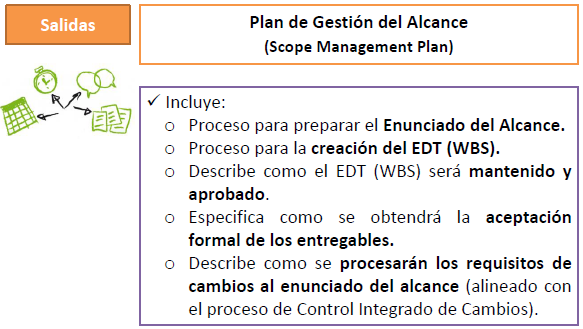 Salidas
Plan de Gestión del Alcance
(Scope Management Plan)
✓ Incluye:
o Proceso para preparar el Enunciado del Alcance.
o Proceso para la creación del EDT (WBS).
o Describe como el EDT (WBS) será mantenido y
aprobado.
o Especifica como se obtendrá la aceptación
formal de los entregables.
o Describe como se procesarán los requisitos de
cambios al enunciado del alcance (alineado con
el proceso de Control Integrado de Cambios).